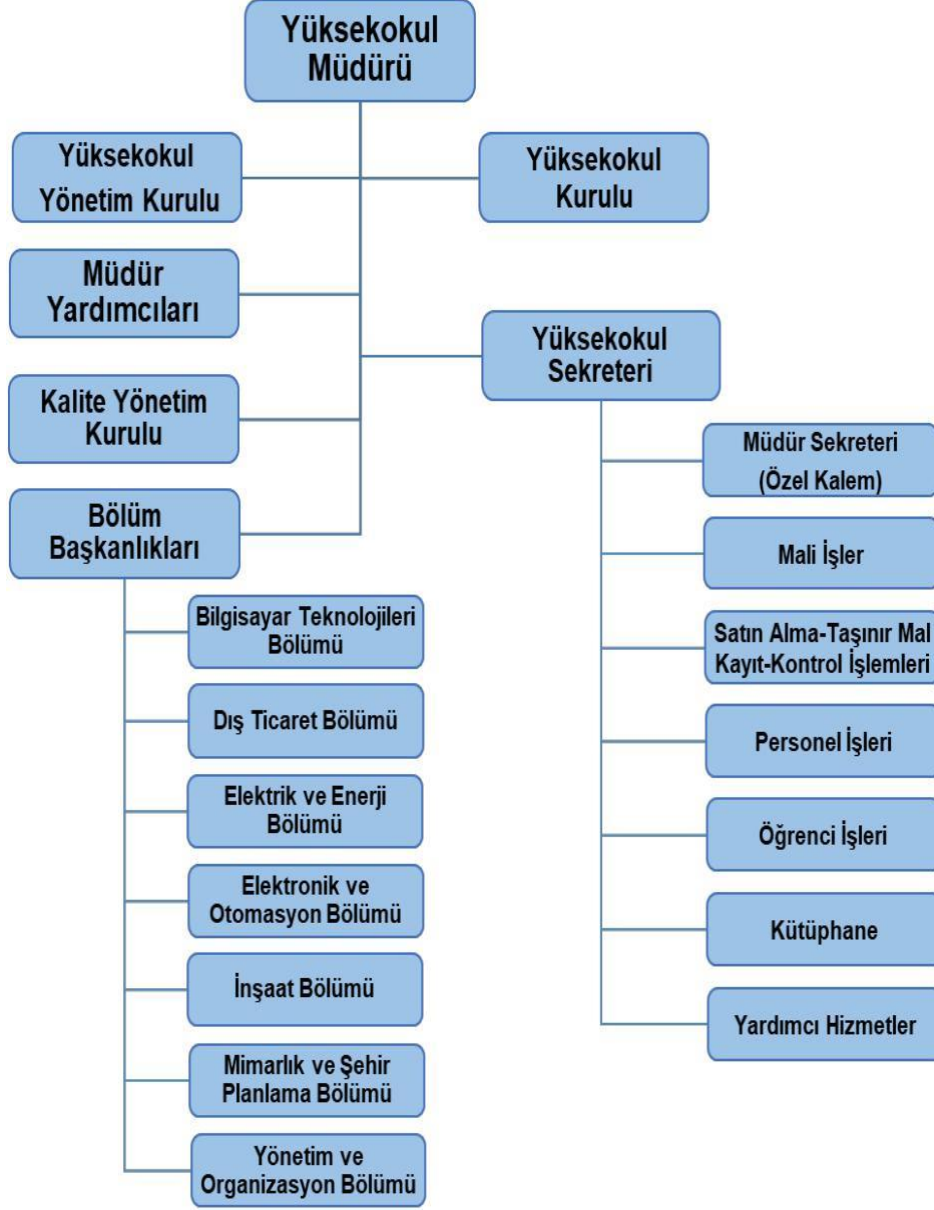 Yüksekokul
Müdürü
Yüksekokul
Yönetim Kurulu
Yüksekokul
Kurulu
Müdür
Yardımcıları
Yüksekokul
Sekreteri
Kalite Yönetim
Kurulu
Bölüm
Başkanlıkları
Bilgisayar Teknolojileri
Bölümü
Dış Ticaret Bölümü
Elektrik ve Enerji
Bölümü
Elektronik ve
Otomasyon Bölümü
İnşaat Bölümü
Mimarlık ve Şehir
Planlama Bölümü
Yönetim ve
Organizasyon Bölümü
Müdür Sekreteri
(Özel Kalem)
Mali İşler
Satın Alma-Taşınır Mal
Kayıt-Kontrol İşlemleri
Personel İşleri
Öğrenci İşleri
Kütüphane
Yardımcı Hizmetler